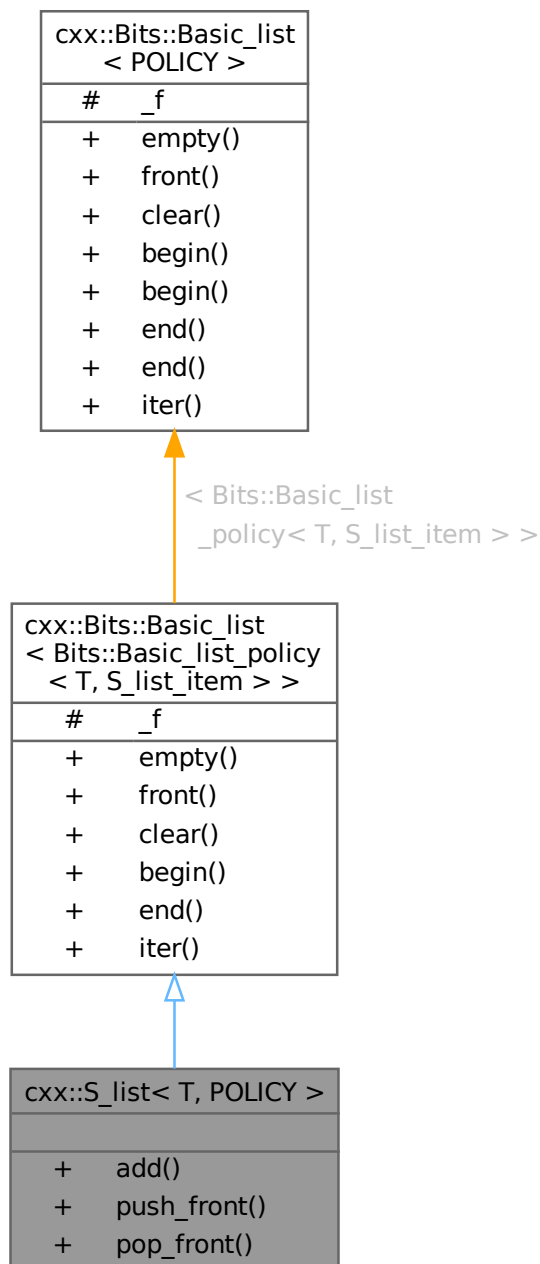 cxx::Bits::Basic_list
< POLICY >
# _f
+ empty()
+ front()
+ clear()
+ begin()
+ begin()
+ end()
+ end()
+ iter()
< Bits::Basic_list
_policy< T, S_list_item > >
cxx::Bits::Basic_list
< Bits::Basic_list_policy
< T, S_list_item > >
# _f
+ empty()
+ front()
+ clear()
+ begin()
+ end()
+ iter()
cxx::S_list< T, POLICY >
+ add()
+ push_front()
+ pop_front()